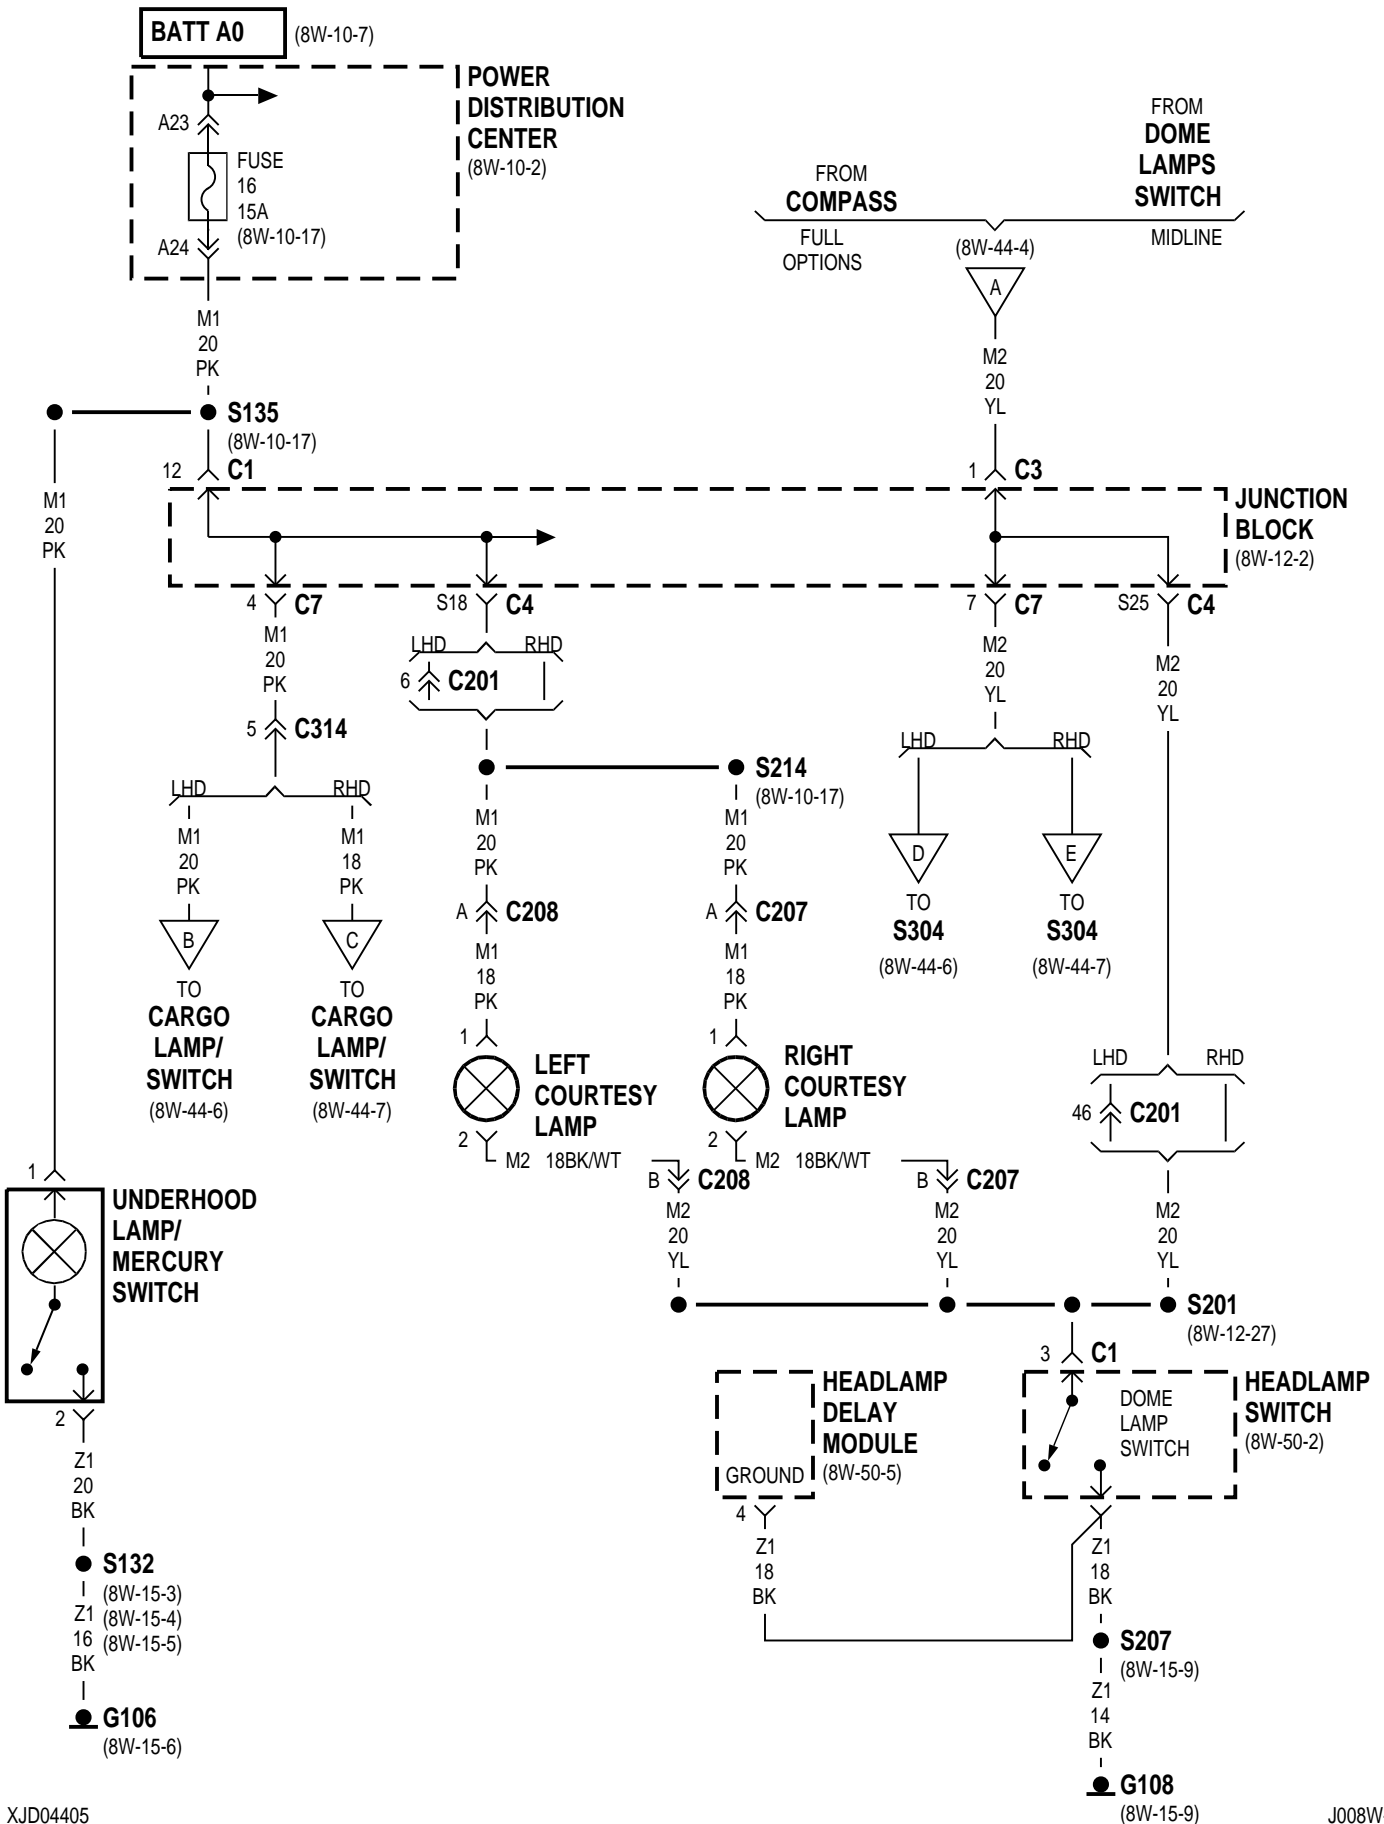 BATT A0
(8W-10-7)
POWER
DISTRIBUTION
CENTER
(8W-10-2)
A23
FUSE
16
15A
(8W-10-17)
A24
FROM
COMPASS
FROM
DOME
LAMPS
SWITCH
FULL
OPTIONS
(8W-44-4)
MIDLINE
A
M1
20
PK
M2
20
YL
S135
(8W-10-17)
12
C1
1
C3
M1
20
PK
JUNCTION
BLOCK
(8W-12-2)
4
C7
S18
C4
7
C7
S25
C4
M1
20
PK
LHD
RHD
6
C201
M2
20
YL
M2
20
YL
5
C314
LHD
RHD
S214
(8W-10-17)
LHD
RHD
M1
20
PK
M1
18
PK
M1
20
PK
M1
20
PK
D
E
TO
S304
(8W-44-6)
TO
S304
(8W-44-7)
B
C
A
C208
A
C207
TO
CARGO
LAMP/
SWITCH
(8W-44-6)
TO
CARGO
LAMP/
SWITCH
(8W-44-7)
M1
18
PK
M1
18
PK
1
LEFT
COURTESY
LAMP
2
1
RIGHT
COURTESY
LAMP
2
LHD
RHD
46
C201
M2 18BK/WT
M2 18BK/WT
B
C208
B
C207
1
UNDERHOOD
LAMP/
MERCURY
SWITCH
M2
20
YL
M2
20
YL
M2
20
YL
S201
(8W-12-27)
3
C1
HEADLAMP
DELAY
MODULE
(8W-50-5)
GROUND
DOME
LAMP
SWITCH
HEADLAMP
SWITCH
(8W-50-2)
2
4
Z1
20
BK
Z1
18
BK
Z1
18
BK
S132
(8W-15-3)
(8W-15-4)
(8W-15-5)
Z1
16
BK
S207
(8W-15-9)
Z1
14
BK
G106
(8W-15-6)
G108
(8W-15-9)
XJD04405
J008W-